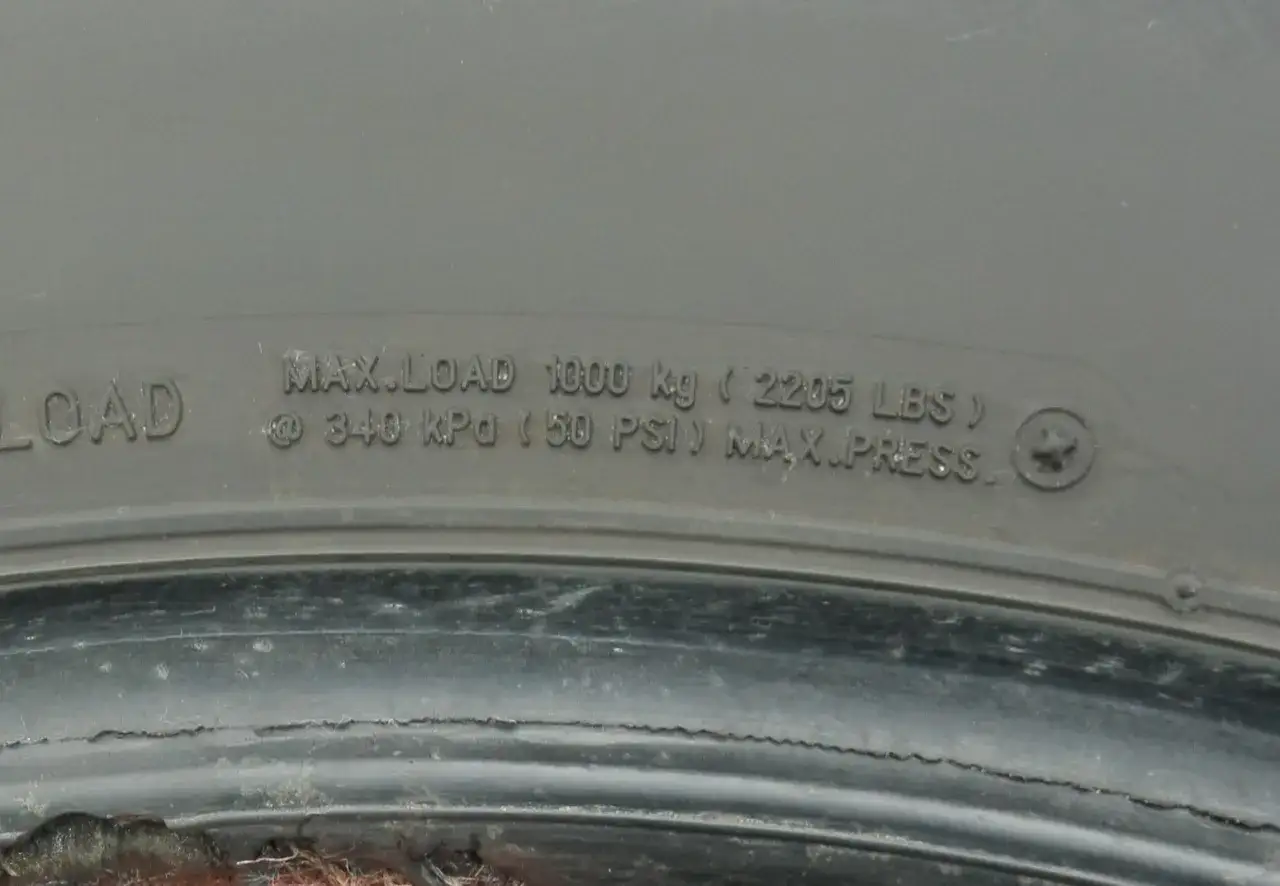 LOAD
MAX.LOAD 1000 kg ( 2205 LBS )
@ 340 kPa ( 50 PSI ) MAX.PRESS.